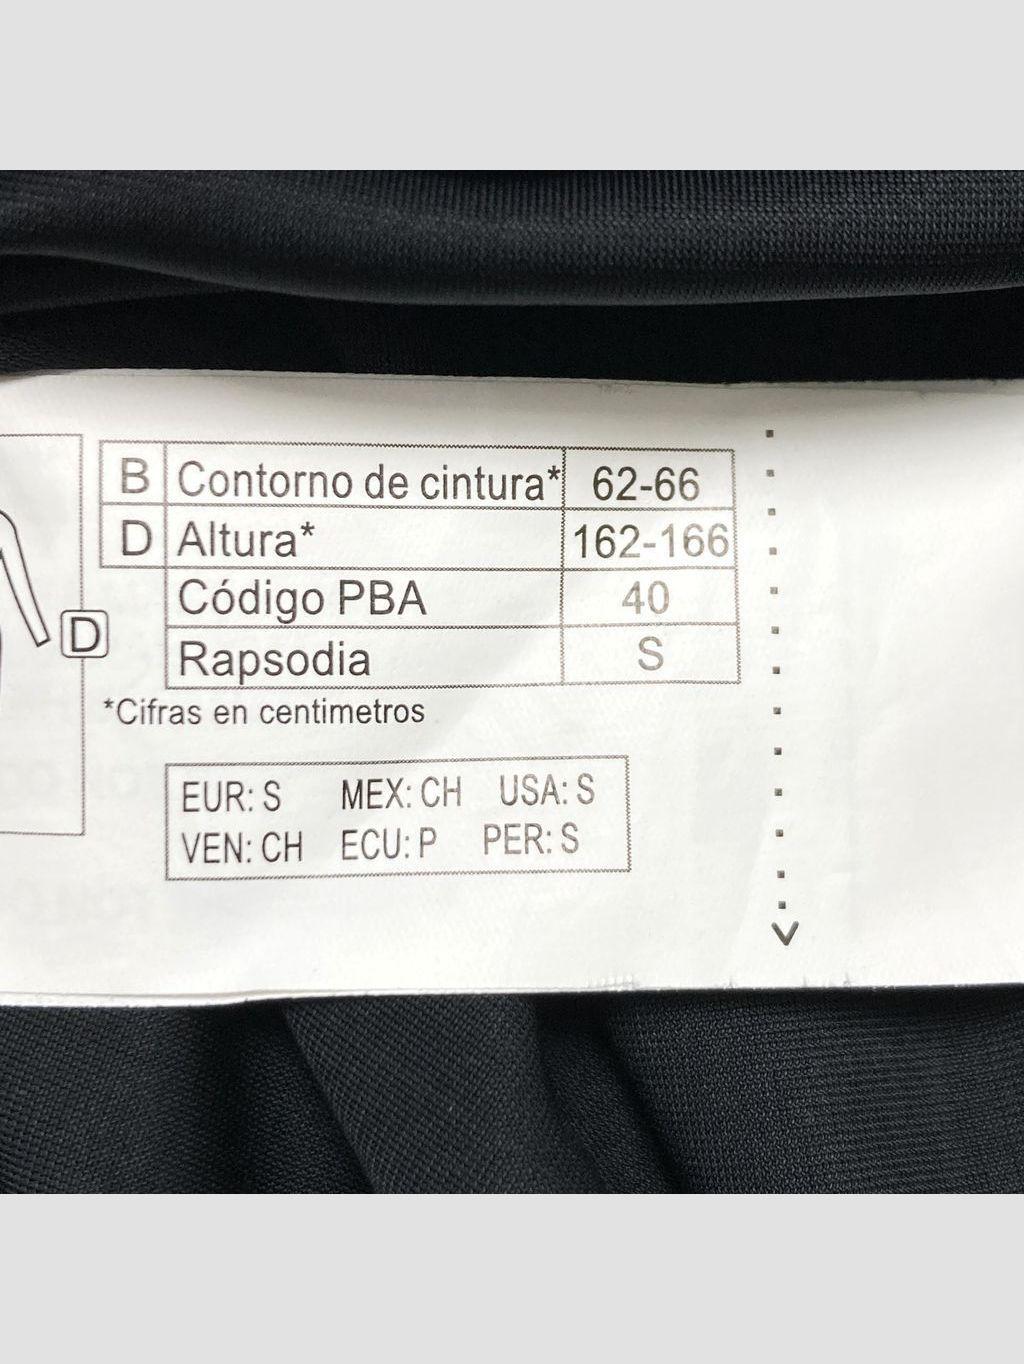 B Contorno de cintura* 62-66
D Altura* 162-166
Código PBA 40
D
Rapsodia S
*Cifras en centimetros
EUR: S MEX: CH USA: S
VEN: CH ECU: P PER: S